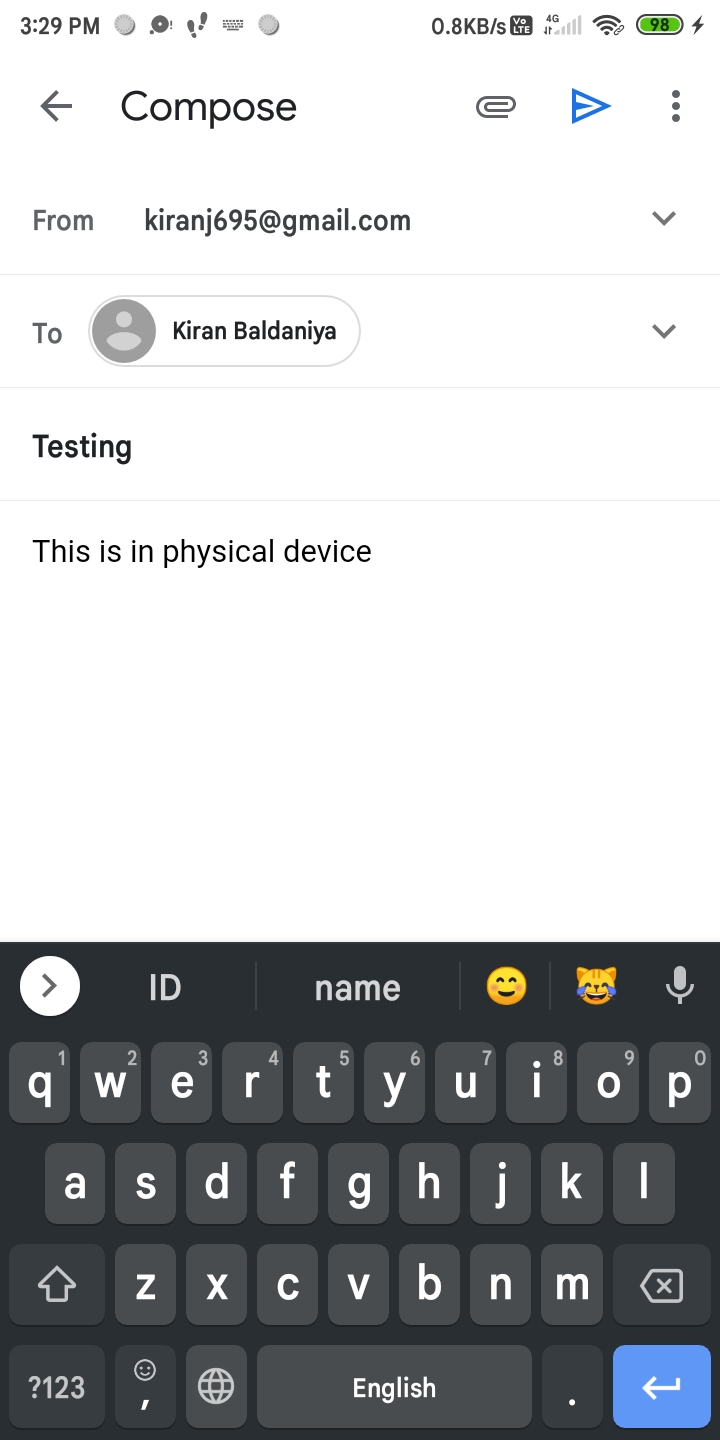 3:29 PM 0.8KB/s Vo LTE 4G 98
Compose
From kiranj695@gmail.com
To Kiran Baldaniya
Testing
This is in physical device
ID name
q 1 w 2 e 3 r 4 t 5 y 6 u 7 i 8 o 9 p 0
a s d f g h j k l
z x c v b n m
?123 , English .